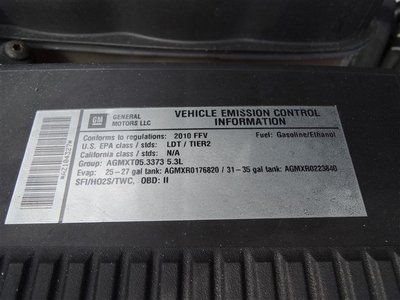 GM
GENERAL MOTORS LLC
VEHICLE EMISSION CONTROL INFORMATION
Conforms to regulations: 2010 FFV Fuel: Gasoline/Ethanol
U.S. EPA class / stds: LDT / TIER2
California class / stds: N/A
Group: AGMXT05.3373 5.3L
Evap: 25-27 gal tank: AGMXR0176820 / 31-35 gal tank: AGMXR0223840
SFI/HO2S/TWC, OBD: II